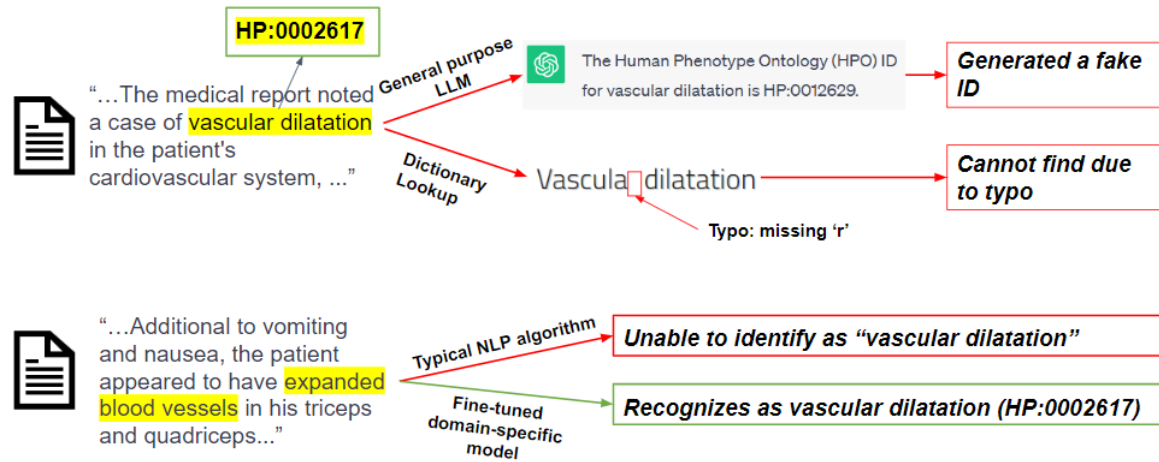 HP:0002617
“…The medical report noted
a case of vascular dilatation
in the patient's
cardiovascular system, ...”
General purpose
LLM
The Human Phenotype Ontology (HPO) ID
for vascular dilatation is HP:0012629.
Generated a fake
ID
Dictionary
Lookup
Vascula dilatation
Typo: missing ‘r’
Cannot find due
to typo
“…Additional to vomiting
and nausea, the patient
appeared to have expanded
blood vessels in his triceps
and quadriceps...”
Typical NLP algorithm
Unable to identify as “vascular dilatation”
Fine-tuned
domain-specific
model
Recognizes as vascular dilatation (HP:0002617)